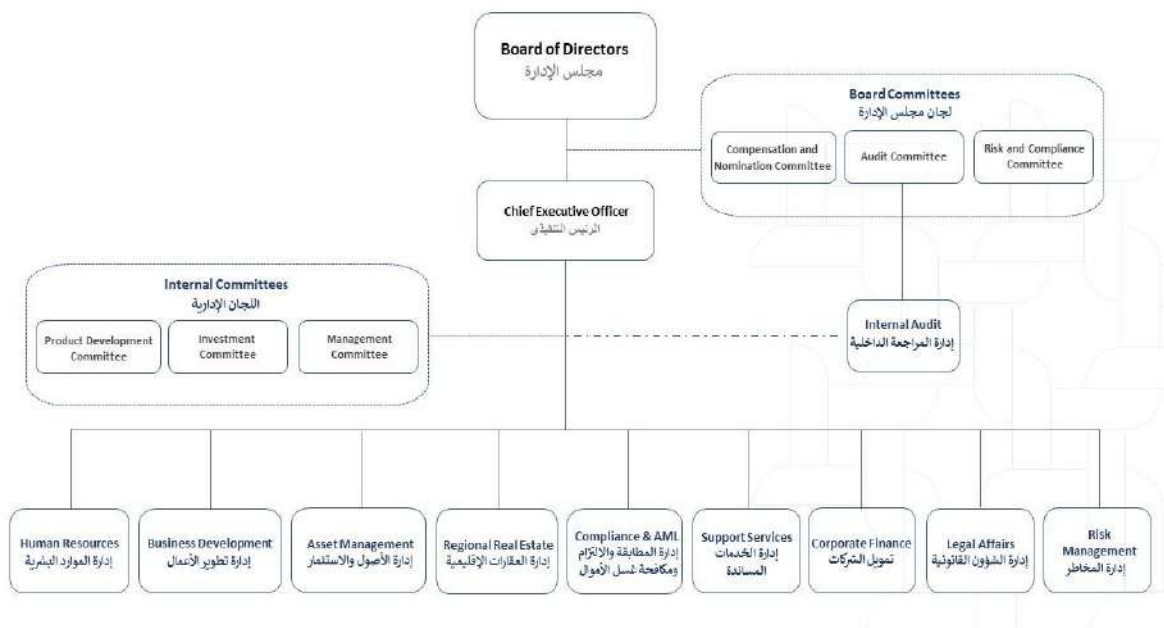 Board of Directors
مجلس الإدارة
Board Committees
لجان مجلس الإدارة
Compensation and
Nomination Committee
Audit Committee
Risk and Compliance
Committee
Chief Executive Officer
الرئيس التنفيذي
Internal Committees
اللجان الإدارية
Product Development
Committee
Investment
Committee
Management
Committee
Internal Audit
إدارة المراجعة الداخلية
Human Resources
إدارة الموارد البشرية
Business Development
إدارة تطوير الأعمال
Asset Management
إدارة الأصول والاستثمار
Regional Real Estate
إدارة العقارات الإقليمية
Compliance & AML
إدارة المطابقة والالتزام
ومكافحة غسل الأموال
Support Services
إدارة الخدمات
المساندة
Corporate Finance
تمويل الشركات
Legal Affairs
إدارة الشؤون القانونية
Risk
Management
إدارة المخاطر